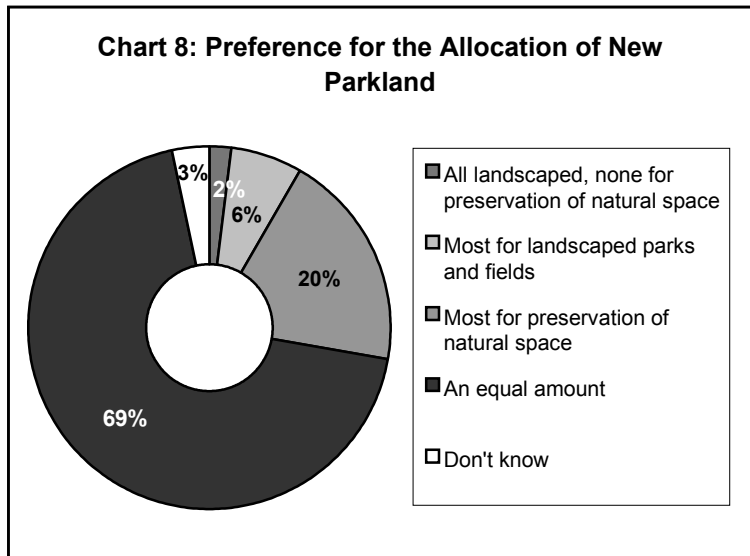 Chart 8: Preference for the Allocation of New
Parkland
3%
2%
6%
20%
69%
All landscaped, none for
preservation of natural space
Most for landscaped parks
and fields
Most for preservation of
natural space
An equal amount
Don't know